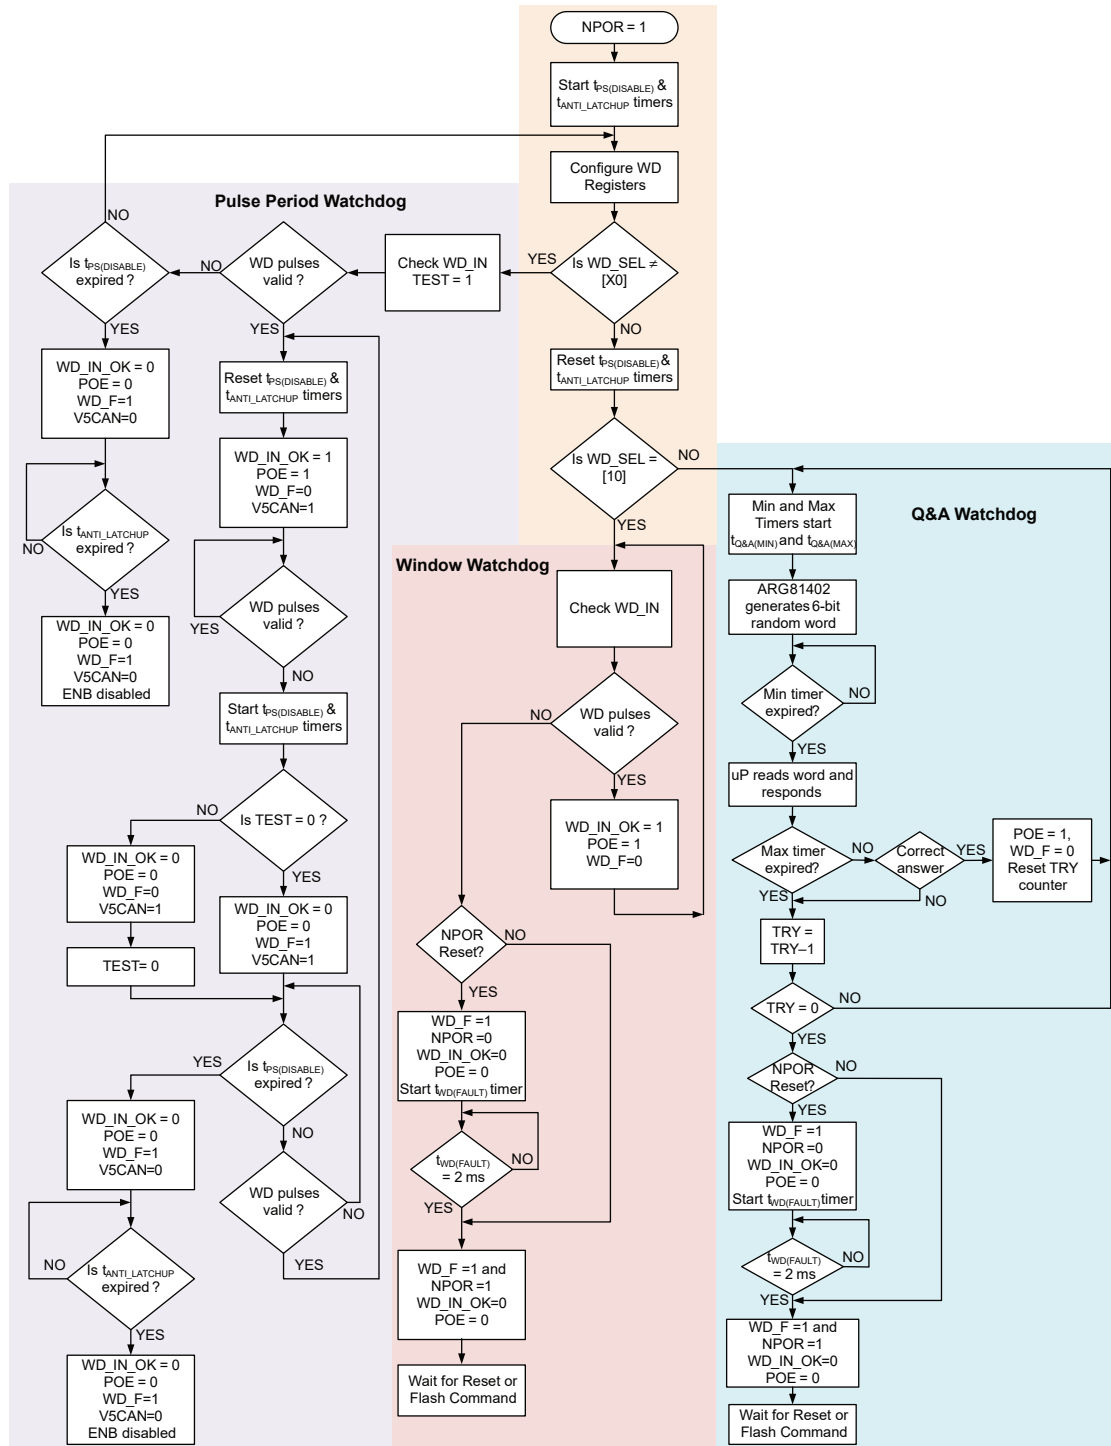 NPOR = 1
Start tPS(DISABLE) &
tANTI_LATCHUP timers
Configure WD
Registers
Is WD_SEL ≠
[X0]
YES
NO
Reset tPS(DISABLE) &
tANTI_LATCHUP timers
Is WD_SEL =
[10]
NO
YES
Pulse Period Watchdog
Check WD_IN
TEST = 1
WD pulses
valid ?
NO
YES
Is tPS(DISABLE)
expired ?
NO
YES
WD_IN_OK = 0
POE = 0
WD_F=1
V5CAN=0
Is tANTI_LATCHUP
expired ?
NO
YES
WD_IN_OK = 0
POE = 0
WD_F=1
V5CAN=0
ENB disabled
Reset tPS(DISABLE) &
tANTI_LATCHUP timers
WD_IN_OK = 1
POE = 1
WD_F=0
V5CAN=1
WD pulses
valid ?
YES
NO
Start tPS(DISABLE) &
tANTI_LATCHUP timers
Is TEST = 0 ?
NO
YES
WD_IN_OK = 0
POE = 0
WD_F=0
V5CAN=1
TEST= 0
WD_IN_OK = 0
POE = 0
WD_F=1
V5CAN=1
Is tPS(DISABLE)
expired ?
YES
NO
WD_IN_OK = 0
POE = 0
WD_F=1
V5CAN=0
WD pulses
valid ?
NO
YES
Is tANTI_LATCHUP
expired ?
NO
YES
WD_IN_OK = 0
POE = 0
WD_F=1
V5CAN=0
ENB disabled
Window Watchdog
Check WD_IN
WD pulses
valid ?
NO
YES
WD_IN_OK = 1
POE = 1
WD_F=0
NPOR
Reset?
NO
YES
WD_F =1
NPOR =0
WD_IN_OK=0
POE = 0
Start tWD(FAULT) timer
tWD(FAULT)
= 2 ms
NO
YES
WD_F =1 and
NPOR =1
WD_IN_OK=0
POE = 0
Wait for Reset or
Flash Command
Q&A Watchdog
Min and Max
Timers start
tQ&A(MIN) and tQ&A(MAX)
ARG81402
generates 6-bit
random word
Min timer
expired?
NO
YES
uP reads word and
responds
Max timer
expired?
NO
YES
Correct
answer
YES
NO
POE = 1,
WD_F = 0
Reset TRY
counter
TRY =
TRY–1
TRY = 0
NO
YES
NPOR
Reset?
NO
YES
WD_F =1
NPOR =0
WD_IN_OK=0
POE = 0
Start tWD(FAULT) timer
tWD(FAULT)
= 2 ms
NO
YES
WD_F =1 and
NPOR =1
WD_IN_OK=0
POE = 0
Wait for Reset or
Flash Command